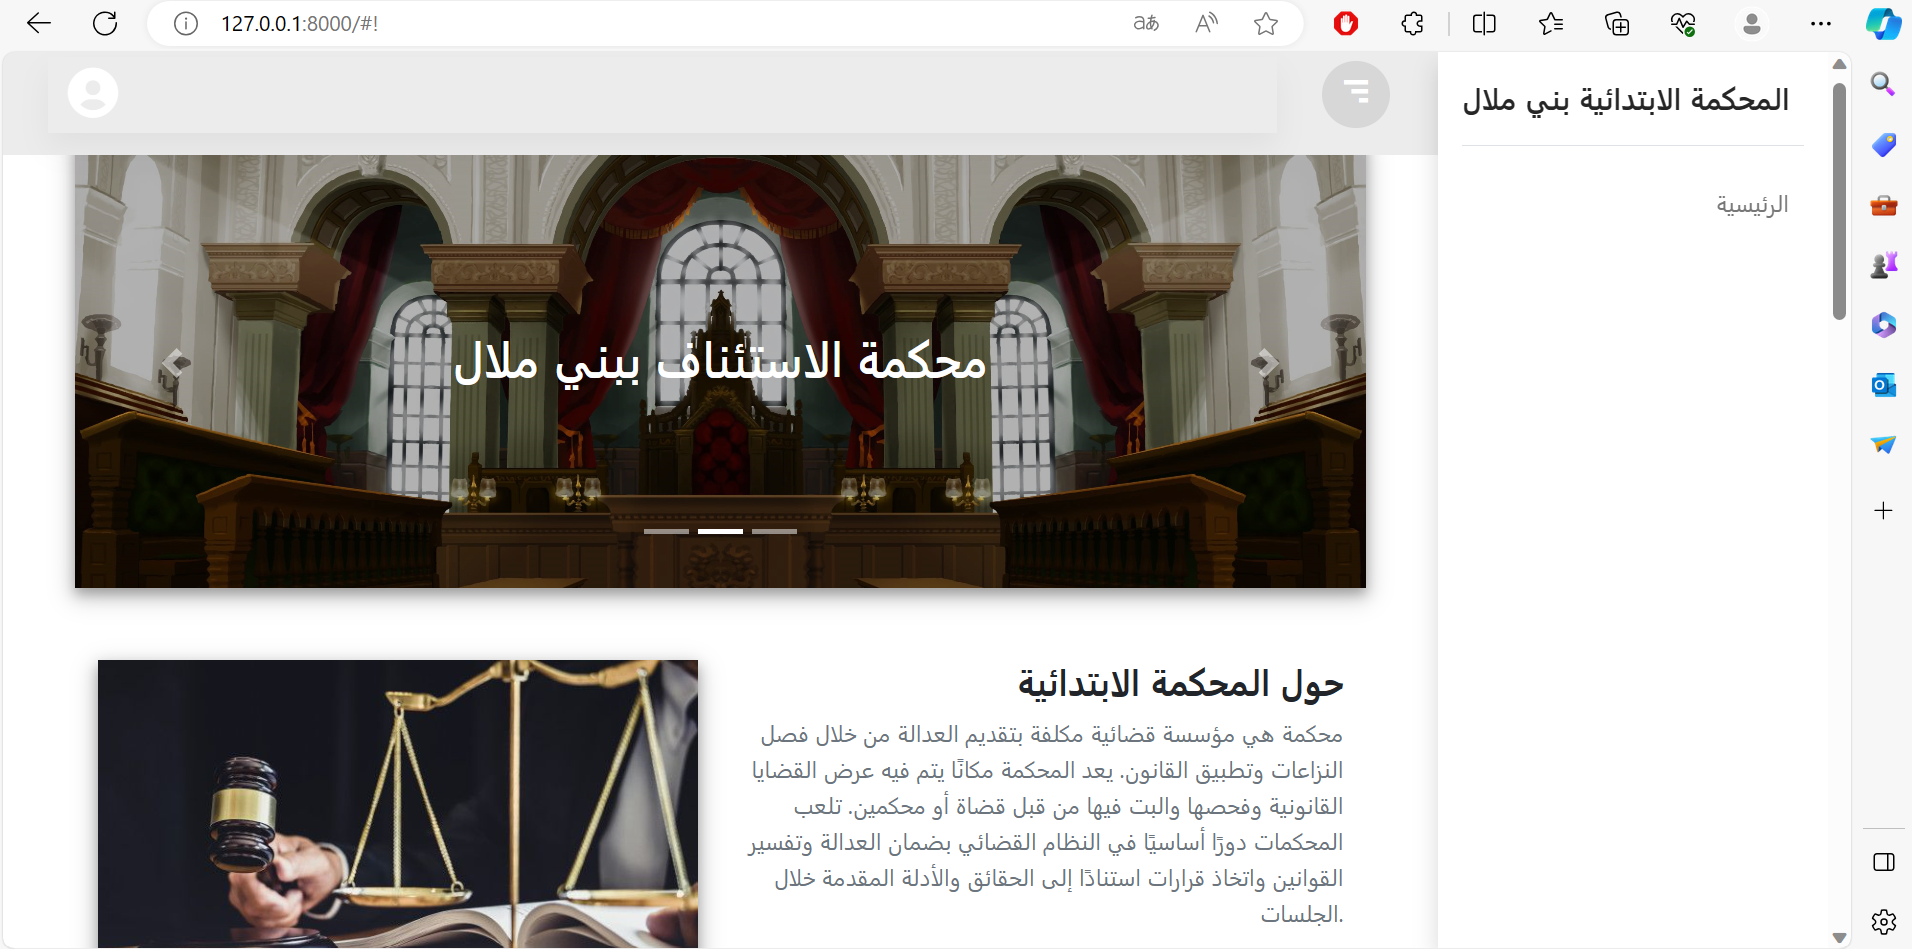 127.0.0.1:8000/#!
المحكمة الابتدائية بني ملال
الرئيسية
محكمة الاستئناف ببني ملال
حول المحكمة الابتدائية
محكمة هي مؤسسة قضائية مكلفة بتقديم العدالة من خلال فصل
النزاعات وتطبيق القانون. يعد المحكمة مكانًا يتم فيه عرض القضايا
القانونية وفحصها والبت فيها من قبل قضاة أو محكمين. تلعب
المحكمات دورًا أساسيًا في النظام القضائي بضمان العدالة وتفسير
القوانين واتخاذ قرارات استنادًا إلى الحقائق والأدلة المقدمة خلال
.الجلسات